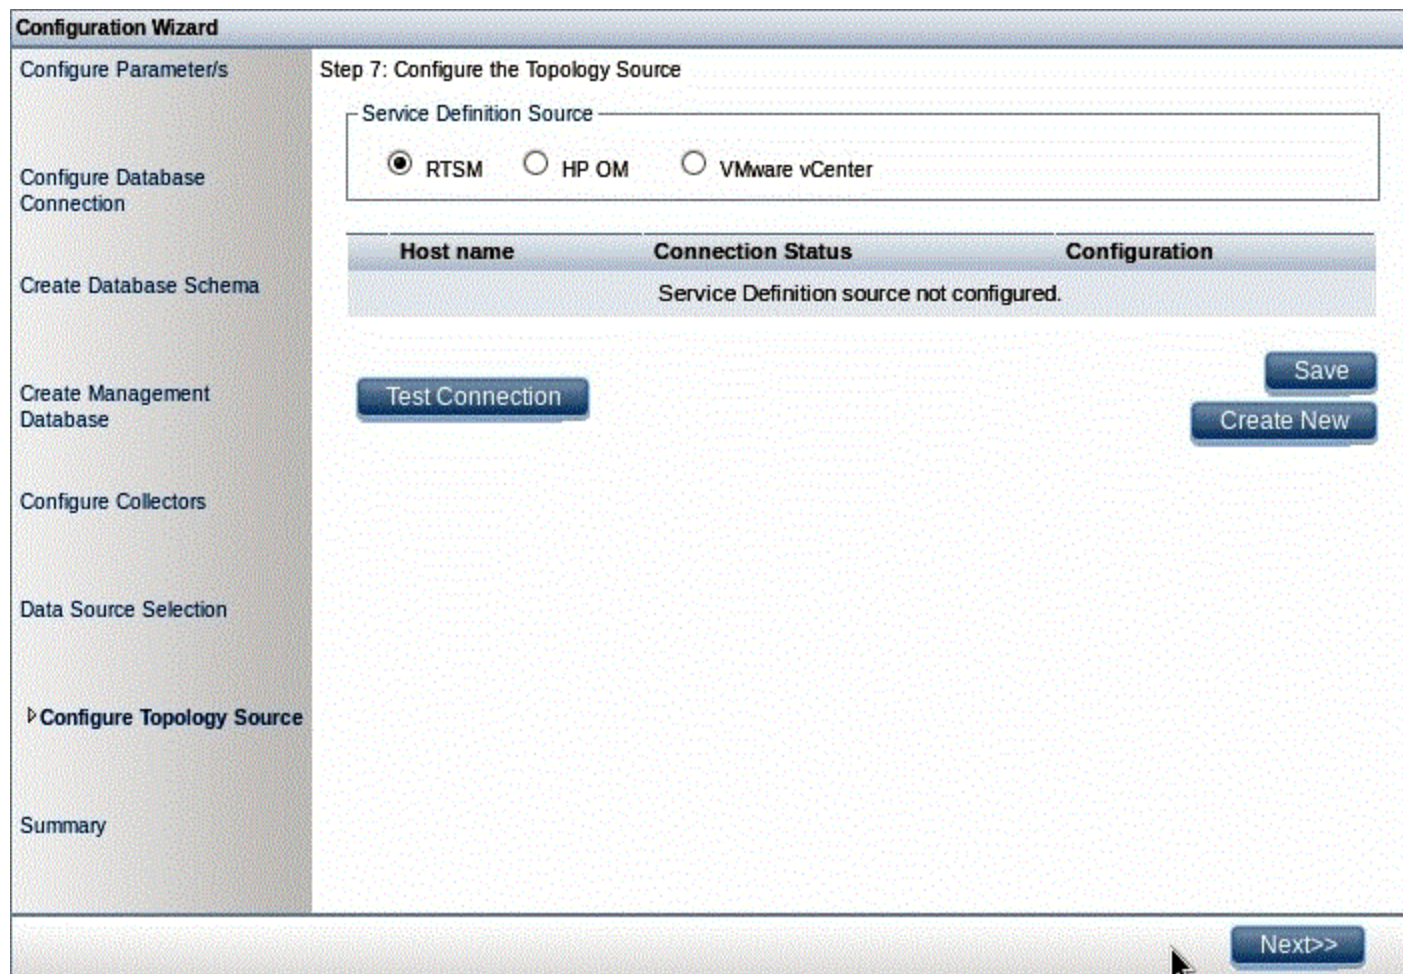 Configuration Wizard
Configure Parameter/s
Configure Database
Connection
Create Database Schema
Create Management
Database
Configure Collectors
Data Source Selection
Configure Topology Source
Summary
Step 7: Configure the Topology Source
Service Definition Source
RTSM HP OM VMware vCenter
Host name Connection Status Configuration
Service Definition source not configured.
Test Connection
Save
Create New
Next>>